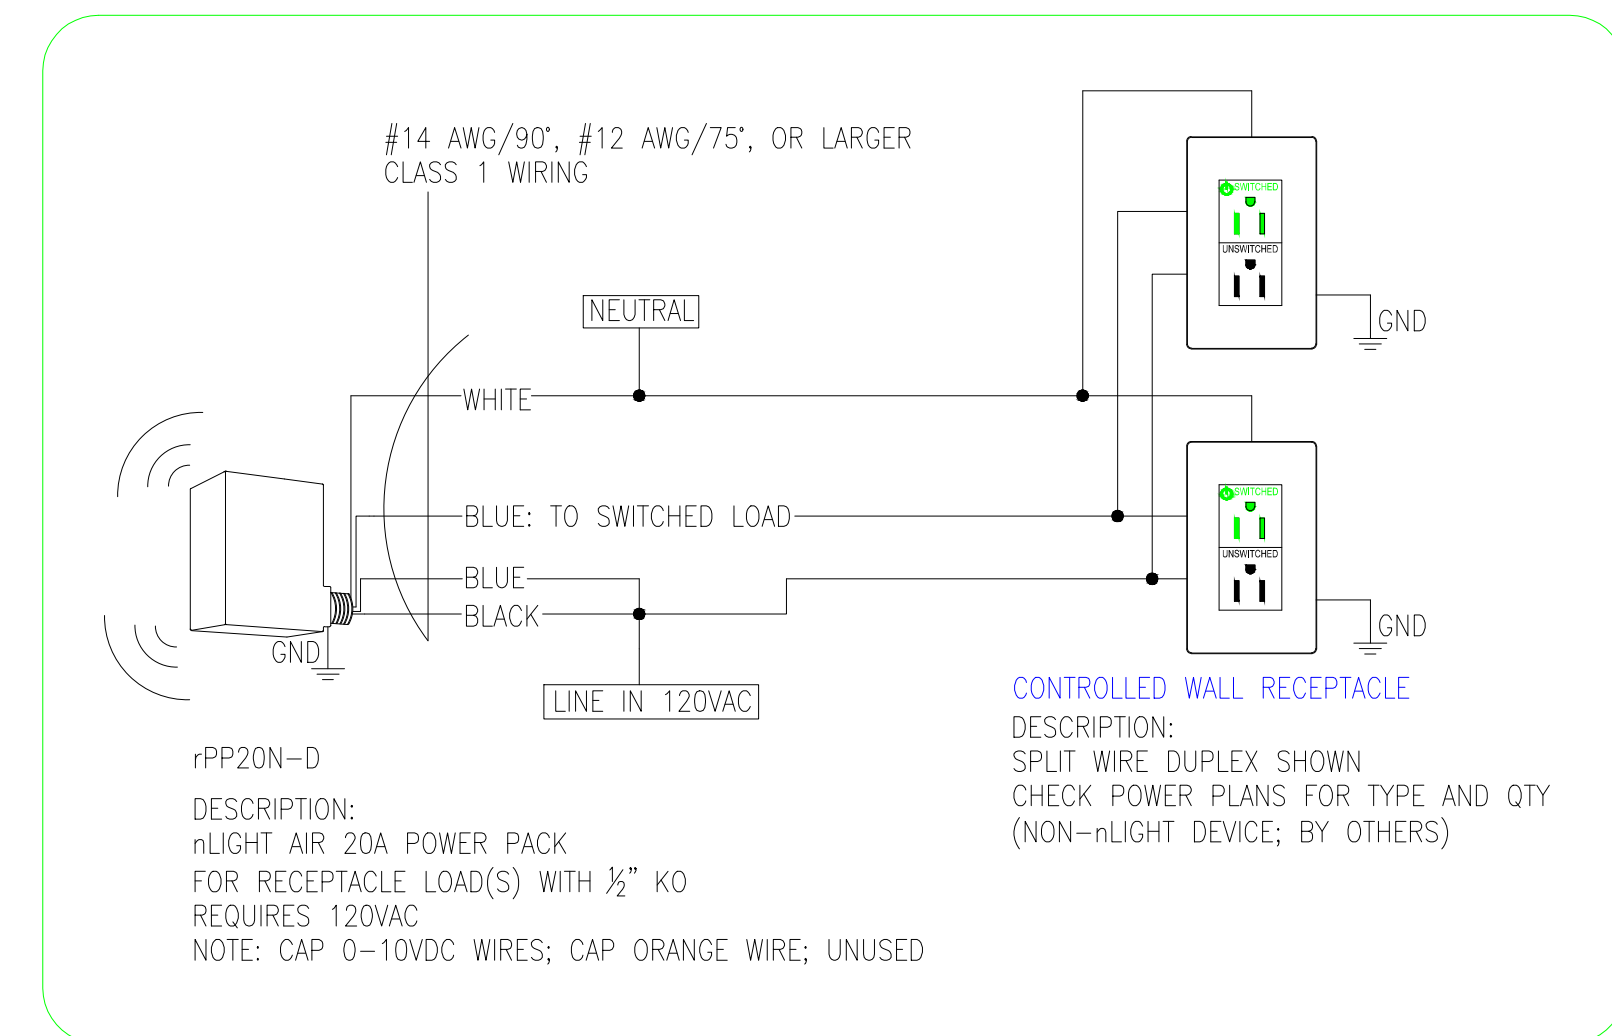 #14 AWG/90°, #12 AWG/75°, OR LARGER
CLASS 1 WIRING
SWITCHED
UNSWITCHED
NEUTRAL
GND
WHITE
SWITCHED
BLUE: TO SWITCHED LOAD
UNSWITCHED
BLUE
BLACK
GND
GND
LINE IN 120VAC
CONTROLLED WALL RECEPTACLE
DESCRIPTION:
SPLIT WIRE DUPLEX SHOWN
CHECK POWER PLANS FOR TYPE AND QTY
(NON-nLIGHT DEVICE; BY OTHERS)
rPP20N-D
DESCRIPTION:
nLIGHT AIR 20A POWER PACK
FOR RECEPTACLE LOAD(S) WITH ½" KO
REQUIRES 120VAC
NOTE: CAP 0-10VDC WIRES; CAP ORANGE WIRE; UNUSED